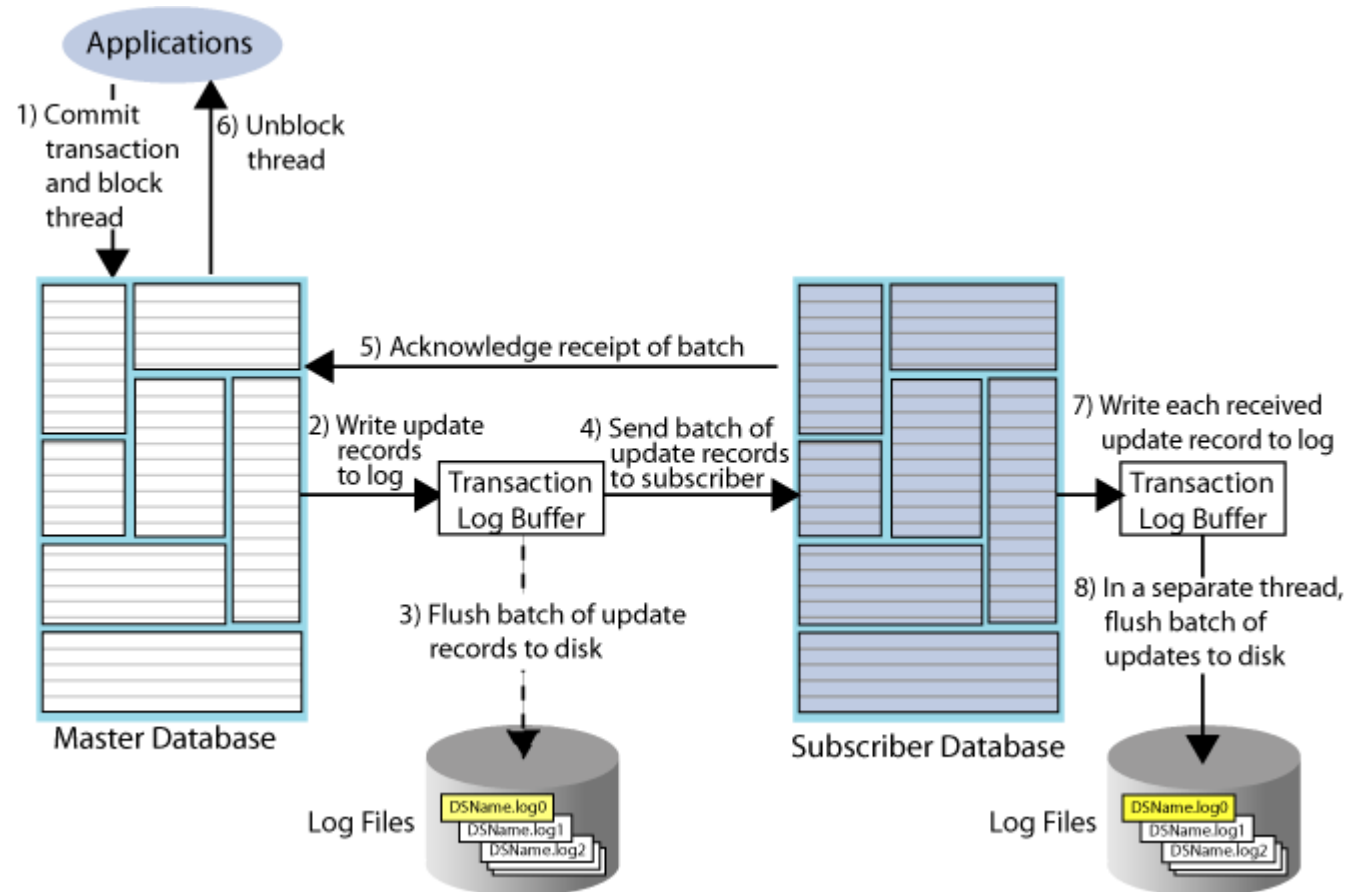 Applications
1) Commit
transaction
and block
thread
6) Unblock
thread
5) Acknowledge receipt of batch
2) Write update
records
to log
4) Send batch of
update records
to subscriber
7) Write each received
update record to log
Transaction
Log Buffer
Transaction
Log Buffer
3) Flush batch of update
records to disk
8) In a separate thread,
flush batch of
updates to disk
Master Database
Subscriber Database
Log Files
DSName.log0
DSName.log1
DSName.log2
Log Files
DSName.log0
DSName.log1
DSName.log2